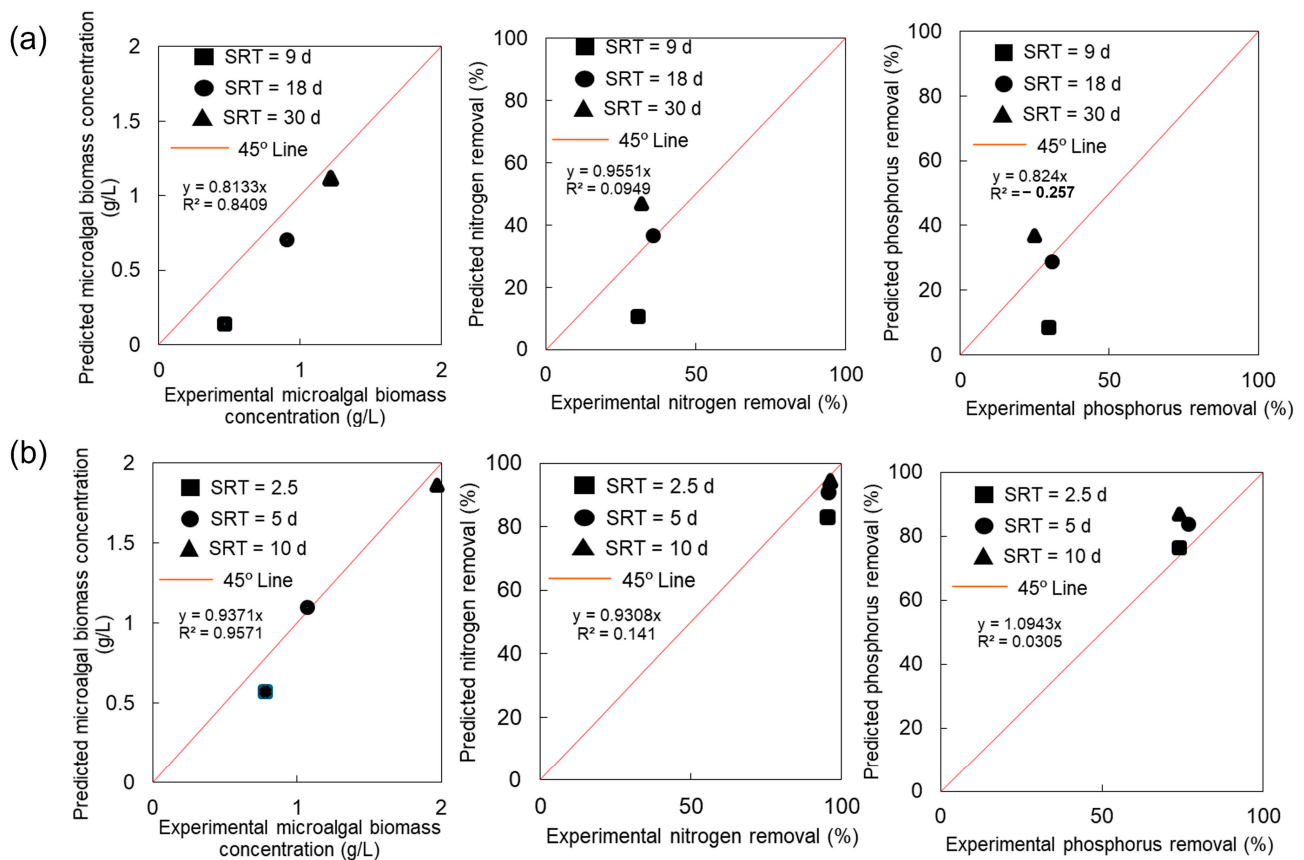 (a)
Predicted microalgal biomass concentration
(g/L)
2
1.5
1
0.5
0
SRT = 9 d
SRT = 18 d
SRT = 30 d
45º Line
y = 0.8133x
R² = 0.8409
0
1
2
Experimental microalgal biomass
concentration (g/L)
Predicted nitrogen removal (%)
100
80
60
40
20
0
SRT = 9 d
SRT = 18 d
SRT = 30 d
45º Line
y = 0.9551x
R² = 0.0949
0
50
100
Experimental nitrogen removal (%)
Predicted phosphorus removal (%)
100
80
60
40
20
0
SRT = 9 d
SRT = 18 d
SRT = 30 d
45º Line
y = 0.824x
R² = − 0.257
0
50
100
Experimental phosphorus removal (%)
(b)
Predicted microalgal biomass concentration
(g/L)
2
1.5
1
0.5
0
SRT = 2.5
SRT = 5 d
SRT = 10 d
45º Line
y = 0.9371x
R² = 0.9571
0
1
2
Experimental microalgal biomass
concentration (g/L)
Predicted nitrogen removal (%)
100
80
60
40
20
0
SRT = 2.5 d
SRT = 5 d
SRT = 10 d
45º Line
y = 0.9308x
R² = 0.141
0
50
100
Experimental nitrogen removal (%)
Predicted phosphorus removal (%)
100
80
60
40
20
0
SRT = 2.5 d
SRT = 5 d
SRT = 10 d
45º Line
y = 1.0943x
R² = 0.0305
0
50
100
Experimental phosphorus removal (%)